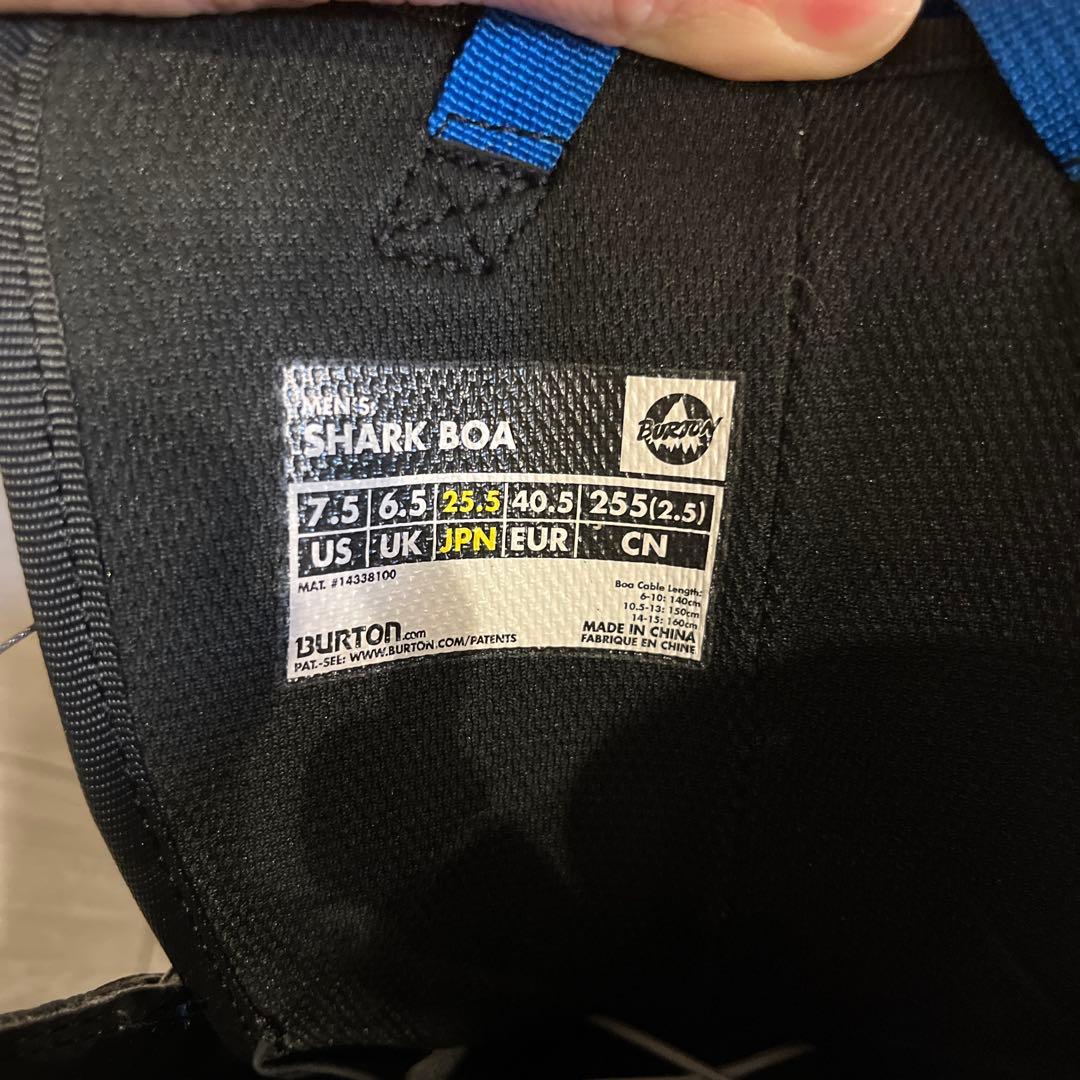 MEN'S
SHARK BOA
BURTON
7.5 6.5 25.5 40.5 255(2.5)
US UK JPN EUR CN
MAT. #14338100
Boa Cable Length:
6-10: 140cm
10.5-13: 150cm
14-15: 160cm
BURTON.com
MADE IN CHINA
PAT.-SEE: WWW.BURTON.COM/PATENTS
FABRIQUE EN CHINE